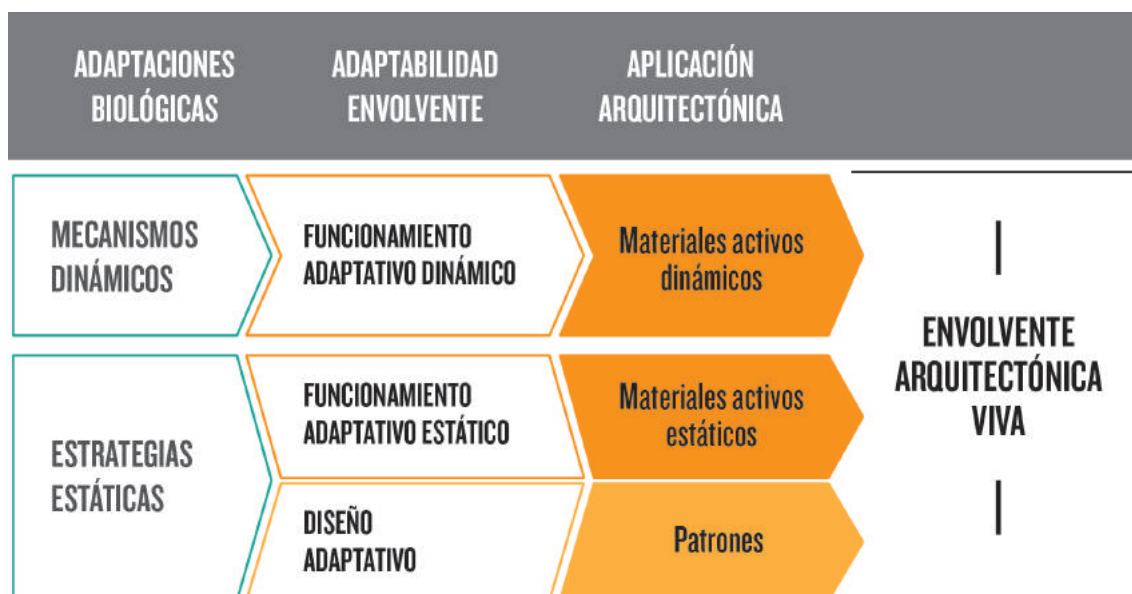 ADAPTACIONES
BIOLÓGICAS
ADAPTABILIDAD
ENVOLVENTE
APLICACIÓN
ARQUITECTÓNICA
MECANISMOS
DINÁMICOS
FUNCIONAMIENTO
ADAPTATIVO DINÁMICO
Materiales activos
dinámicos
ESTRATEGIAS
ESTÁTICAS
FUNCIONAMIENTO
ADAPTATIVO ESTÁTICO
Materiales activos
estáticos
DISEÑO
ADAPTATIVO
Patrones
ENVOLVENTE
ARQUITECTÓNICA
VIVA